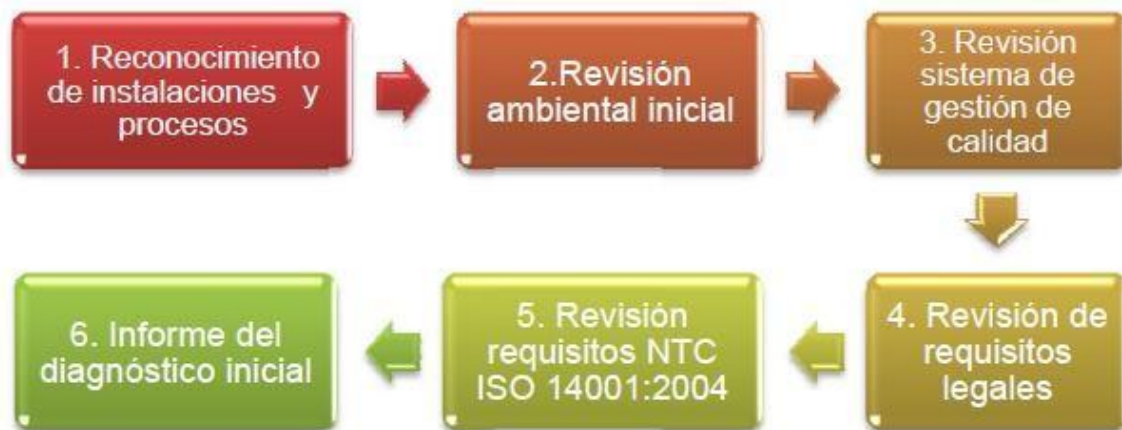 1. Reconocimiento
de instalaciones y
procesos
2.Revisión
ambiental inicial
3. Revisión
sistema de
gestión de
calidad
4. Revisión de
requisitos
legales
5. Revisión
requisitos NTC
ISO 14001:2004
6. Informe del
diagnóstico inicial